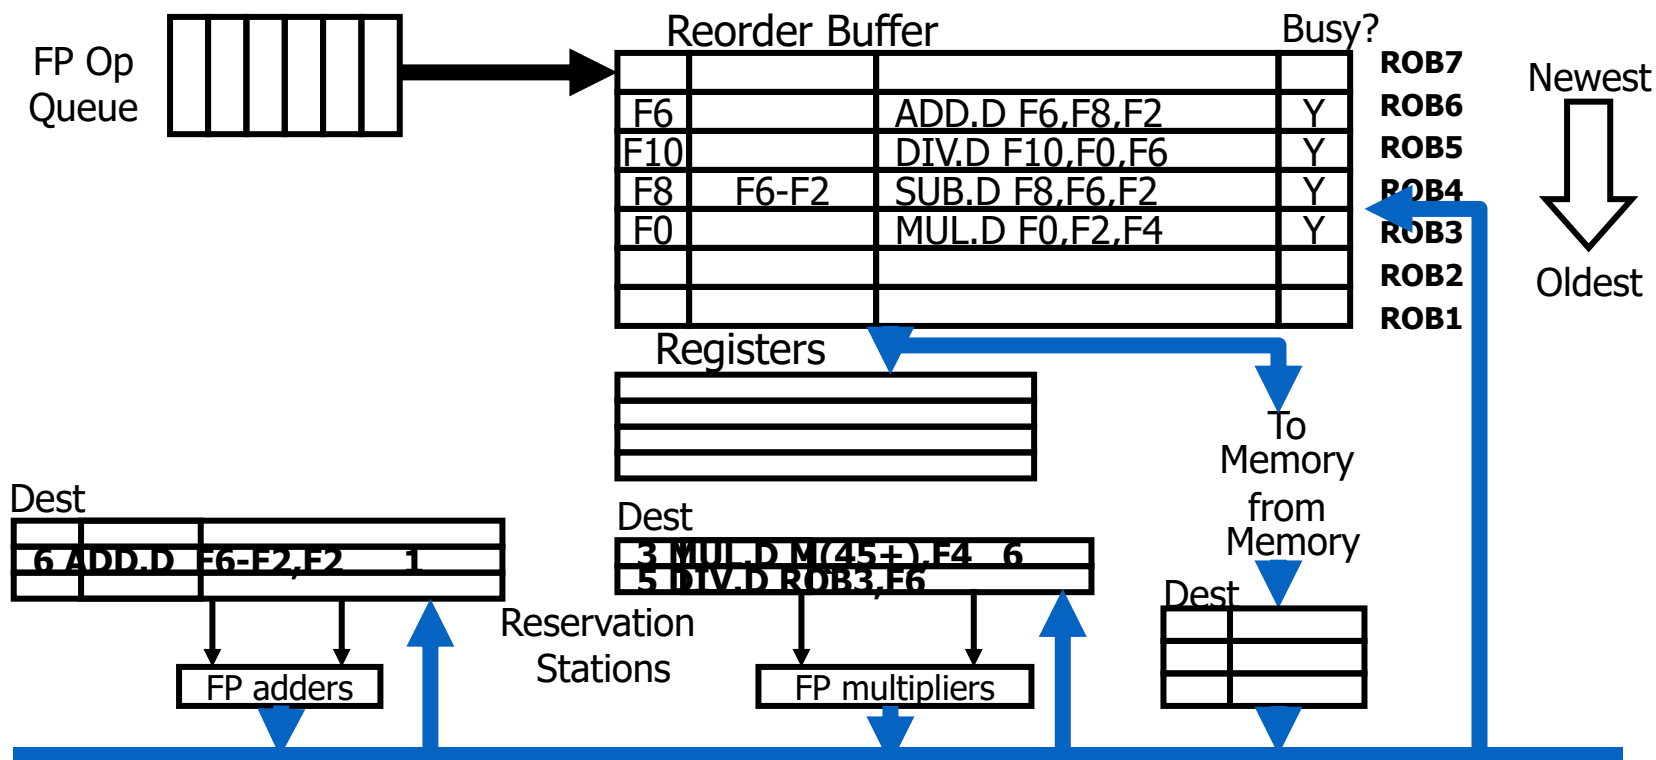 FP Op
Queue
Reorder Buffer
Busy?
ROB7
F6 ADD.D F6,F8,F2 Y ROB6
F10 DIV.D F10,F0,F6 Y ROB5
F8 F6-F2 SUB.D F8,F6,F2 Y ROB4
F0 MUL.D F0,F2,F4 Y ROB3
ROB2
ROB1
Newest
Oldest
Registers
To
Memory
from
Memory
Dest
6 ADD.D F6-F2,F2 1
Dest
3 MUL.D M(45+),F4 6
5 DIV.D ROB3,F6
Dest
Reservation
Stations
FP adders
FP multipliers